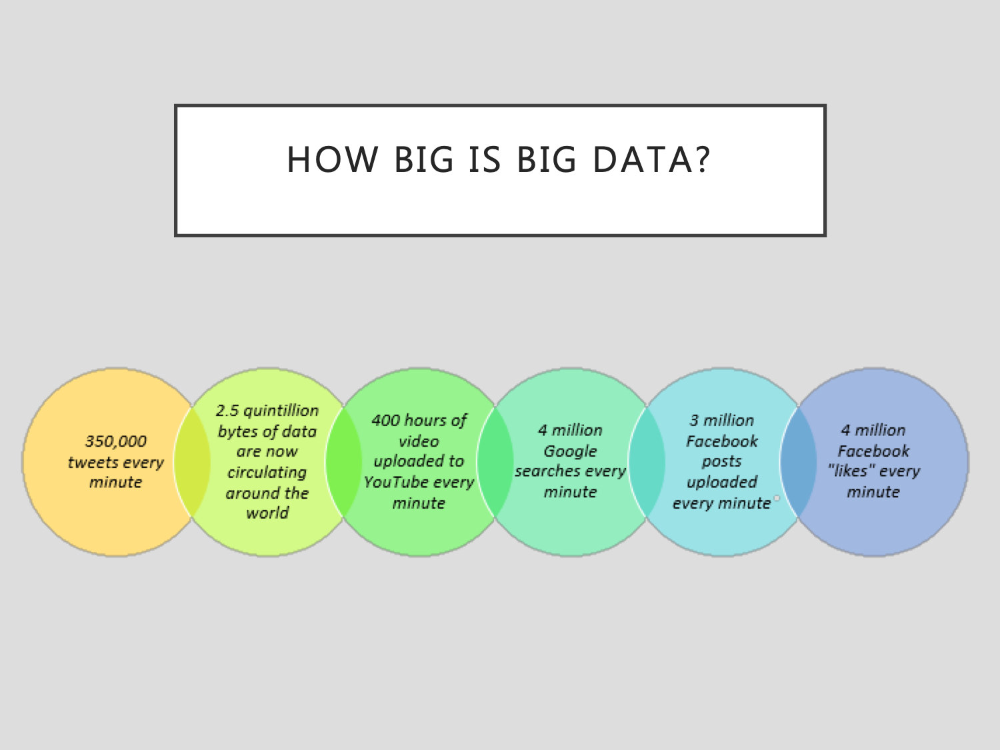 HOW BIG IS BIG DATA?
350,000
tweets every
minute
2.5 quintillion
bytes of data
are now
circulating
around the
world
400 hours of
video
uploaded to
YouTube every
minute
4 million
Google
searches every
minute
3 million
Facebook
posts
uploaded
every minute
4 million
Facebook
"likes" every
minute